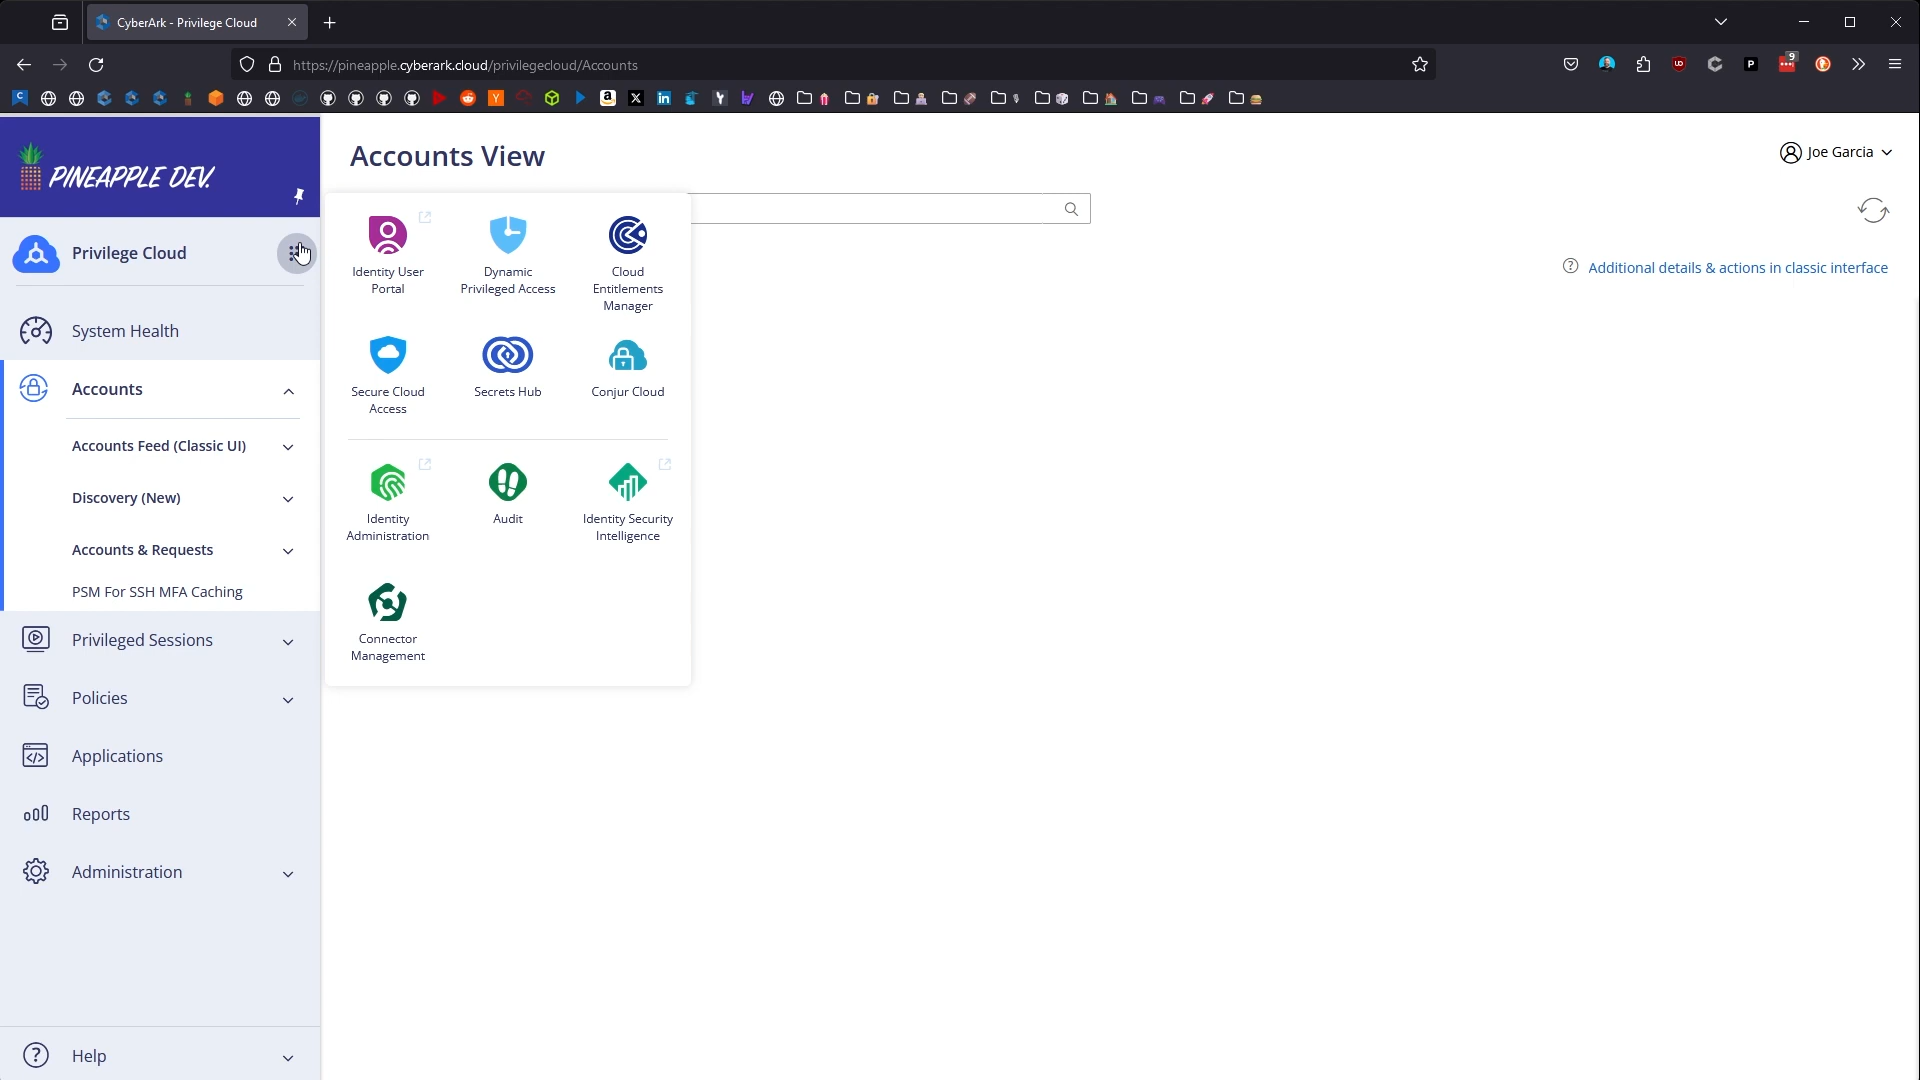 CyberArk - Privilege Cloud
https://pineapple.cyberark.cloud/privilegecloud/Accounts
9
PINEAPPLE DEV.
Accounts View
Joe Garcia
Privilege Cloud
Identity User
Portal
Dynamic
Privileged Access
Cloud
Entitlements
Manager
Additional details & actions in classic interface
System Health
Accounts
Secure Cloud
Access
Secrets Hub
Conjur Cloud
Accounts Feed (Classic UI)
Discovery (New)
Identity
Administration
Audit
Identity Security
Intelligence
Accounts & Requests
PSM For SSH MFA Caching
Connector
Management
Privileged Sessions
Policies
Applications
Reports
Administration
Help